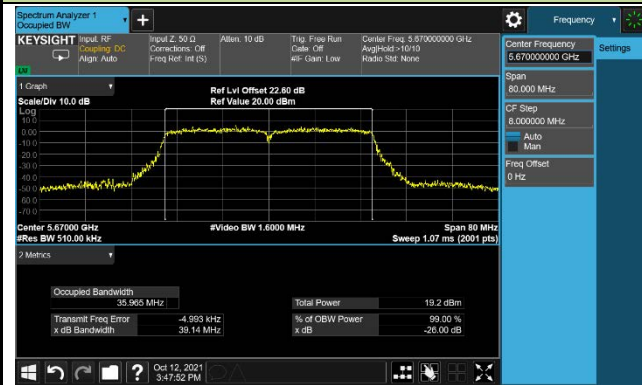 Spectrum Analyzer 1
Occupied BW
Frequency
KEYSIGHT
Input: RF
Coupling: DC
Align: Auto
Input Z: 50 Ω
Corrections: Off
Freq Ref: Int (S)
Atten: 10 dB
Trig: Free Run
Gate: Off
#IF Gain: Low
Center Freq: 5.670000000 GHz
Avg|Hold:>10/10
Radio Std: None
Center Frequency
5.670000000 GHz
Settings
Span
80.000 MHz
CF Step
8.000000 MHz
Auto
Man
Freq Offset
0 Hz
1 Graph
Scale/Div 10.0 dB
Ref Lvl Offset 22.60 dB
Ref Value 20.00 dBm
Log
10.0
0.00
-10.0
-20.0
-30.0
-40.0
-50.0
-60.0
-70.0
Center 5.67000 GHz
#Video BW 1.6000 MHz
Span 80 MHz
#Res BW 510.00 kHz
Sweep 1.07 ms (2001 pts)
2 Metrics
Occupied Bandwidth
35.965 MHz
Total Power
19.2 dBm
Transmit Freq Error
-4.993 kHz
% of OBW Power
99.00 %
x dB Bandwidth
39.14 MHz
x dB
-26.00 dB
Oct 12, 2021
3:47:52 PM